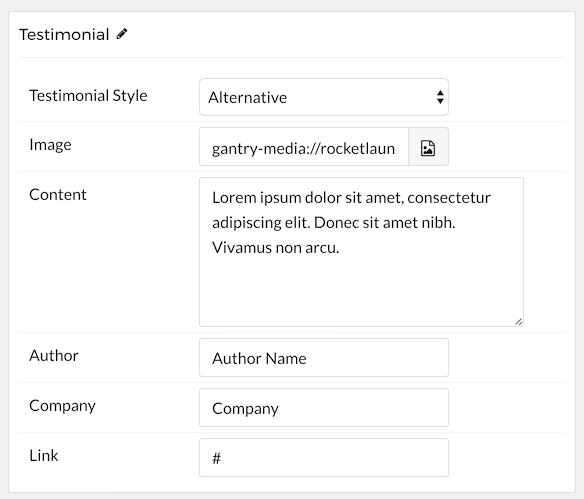 Testimonial
Testimonial Style
Alternative
Image
gantry-media://rocketlaun
Content
Lorem ipsum dolor sit amet, consectetur
adipiscing elit. Donec sit amet nibh.
Vivamus non arcu.
Author
Author Name
Company
Company
Link
#